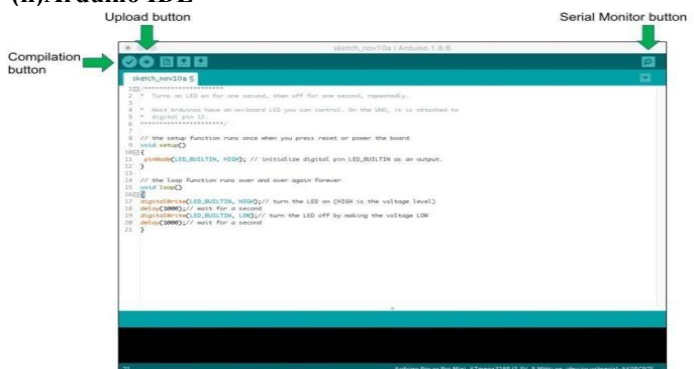 (ii)Arduino IDE
Upload button
Serial Monitor button
Compilation
button
sketch_nov10a | Arduino 1.8.8
sketch_nov10a §
1 /*********************
2 * Turns on LED on for one second, then off for one second, repeatedly.
3 *
4 * Most Arduinos have an on-board LED you can control. On the UNO, it is attached to
5 * digital pin 13.
6 *********************/
7
8 // the setup function runs once when you press reset or power the board
9 void setup()
10 {
11 pinMode(LED_BUILTIN, HIGH); // initialize digital pin LED_BUILTIN as an output.
12 }
13
14 // the loop function runs over and over again forever
15 void loop()
16 {
17 digitalWrite(LED_BUILTIN, HIGH);// turn the LED on (HIGH is the voltage level)
18 delay(1000);// wait for a second
19 digitalWrite(LED_BUILTIN, LOW);// turn the LED off by making the voltage LOW
20 delay(1000);// wait for a second
21 }
21